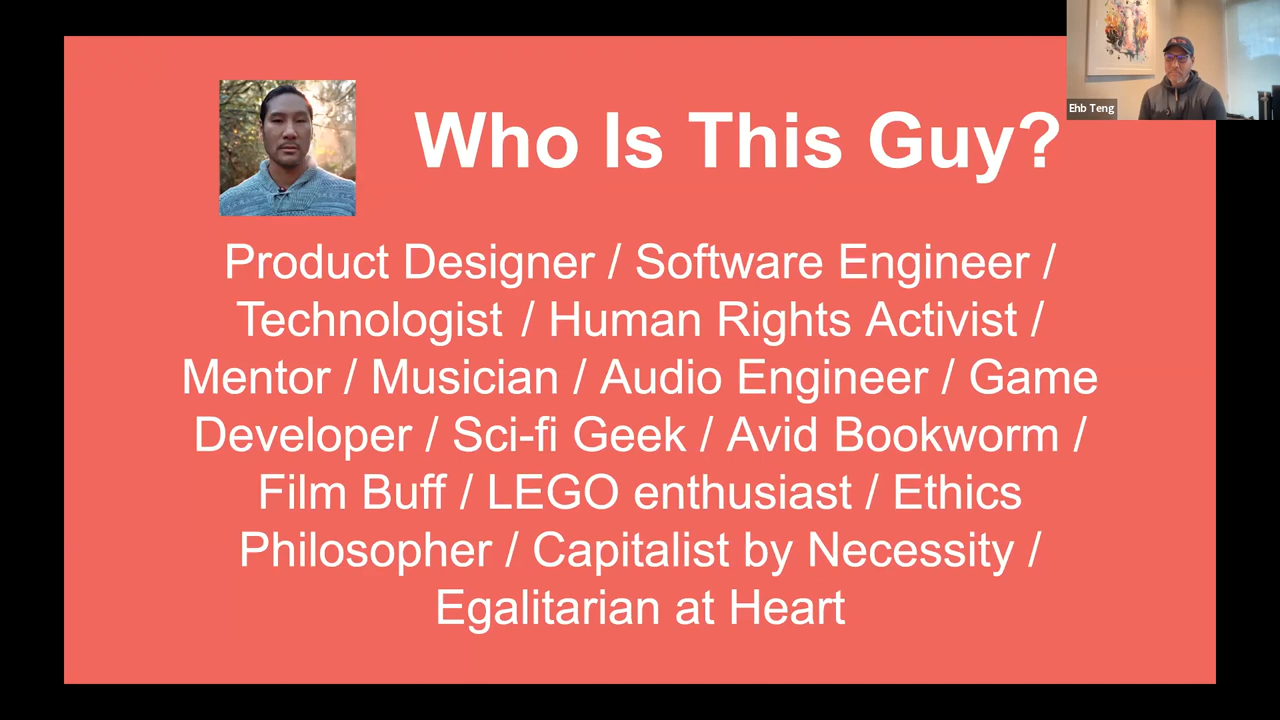 Who Is This Guy?
Ehb Teng
Product Designer / Software Engineer /
Technologist / Human Rights Activist /
Mentor / Musician / Audio Engineer / Game
Developer / Sci-fi Geek / Avid Bookworm /
Film Buff / LEGO enthusiast / Ethics
Philosopher / Capitalist by Necessity /
Egalitarian at Heart